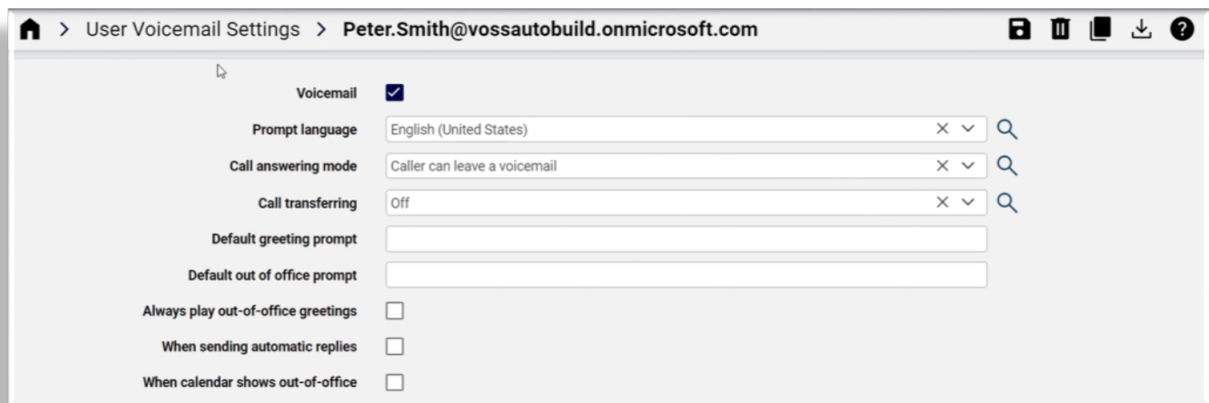 User Voicemail Settings > Peter.Smith@vossautobuild.onmicrosoft.com
Voicemail
Prompt language English (United States)
Call answering mode Caller can leave a voicemail
Call transferring Off
Default greeting prompt
Default out of office prompt
Always play out-of-office greetings
When sending automatic replies
When calendar shows out-of-office